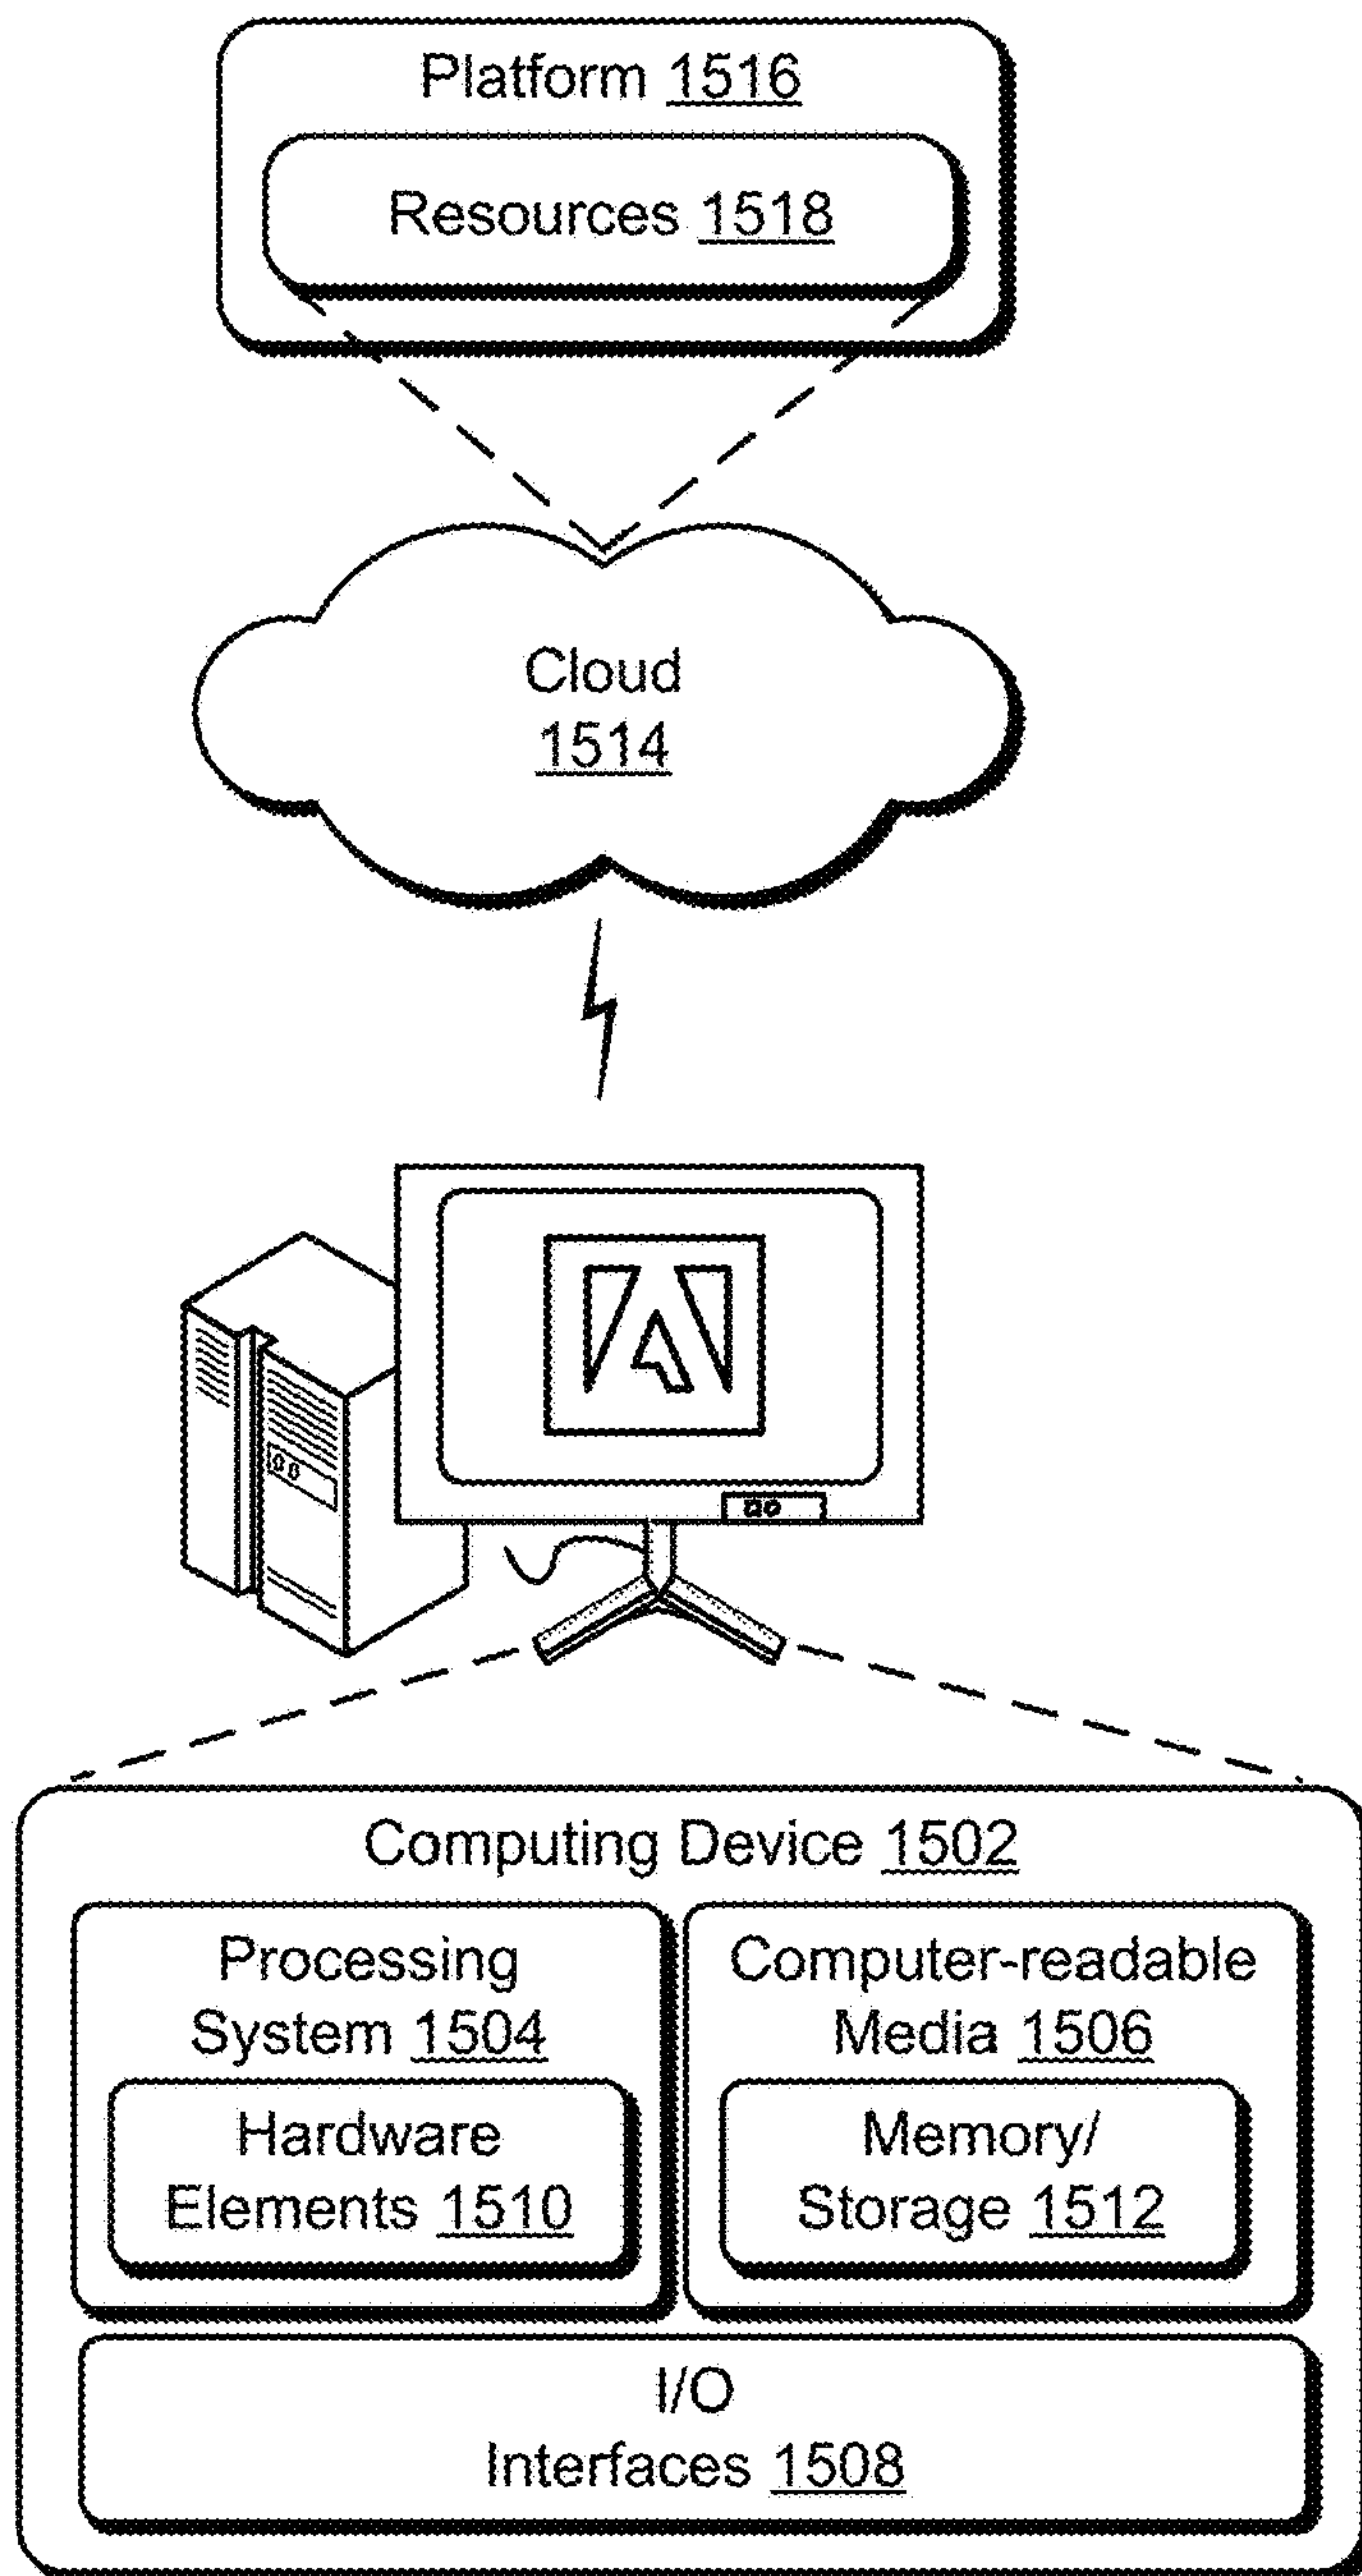 Platform 1516
Resources 1518
Cloud
1514
Computing Device 1502
Processing
System 1504
Hardware
Elements 1510
Computer-readable
Media 1506
Memory/
Storage 1512
I/O
Interfaces 1508